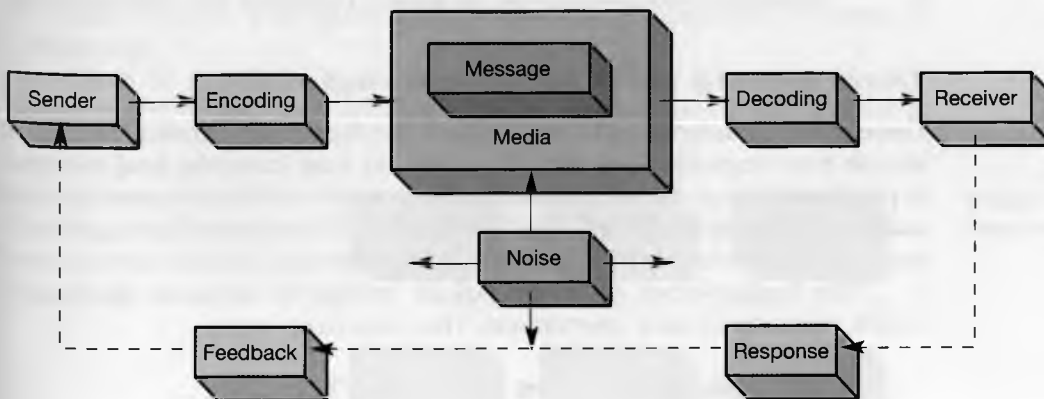 Sender
Encoding
Message
Media
Decoding
Receiver
Noise
Feedback
Response